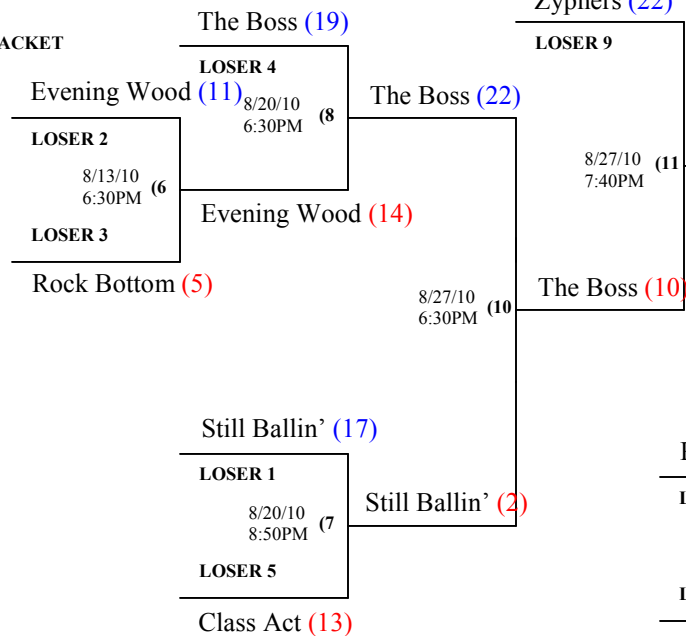 Zyphers (22)
The Boss (19)
ACKET
LOSER 9
LOSER 4
Evening Wood (11)
8/20/10
6:30PM
(8
The Boss (22)
LOSER 2
8/13/10
6:30PM
(6
8/27/10
7:40PM
(11
Evening Wood (14)
LOSER 3
Rock Bottom (5)
8/27/10
6:30PM
(10
The Boss (10)
Still Ballin’ (17)
LOSER 1
Still Ballin’ (2)
8/20/10
8:50PM
(7
LOSER 5
Class Act (13)